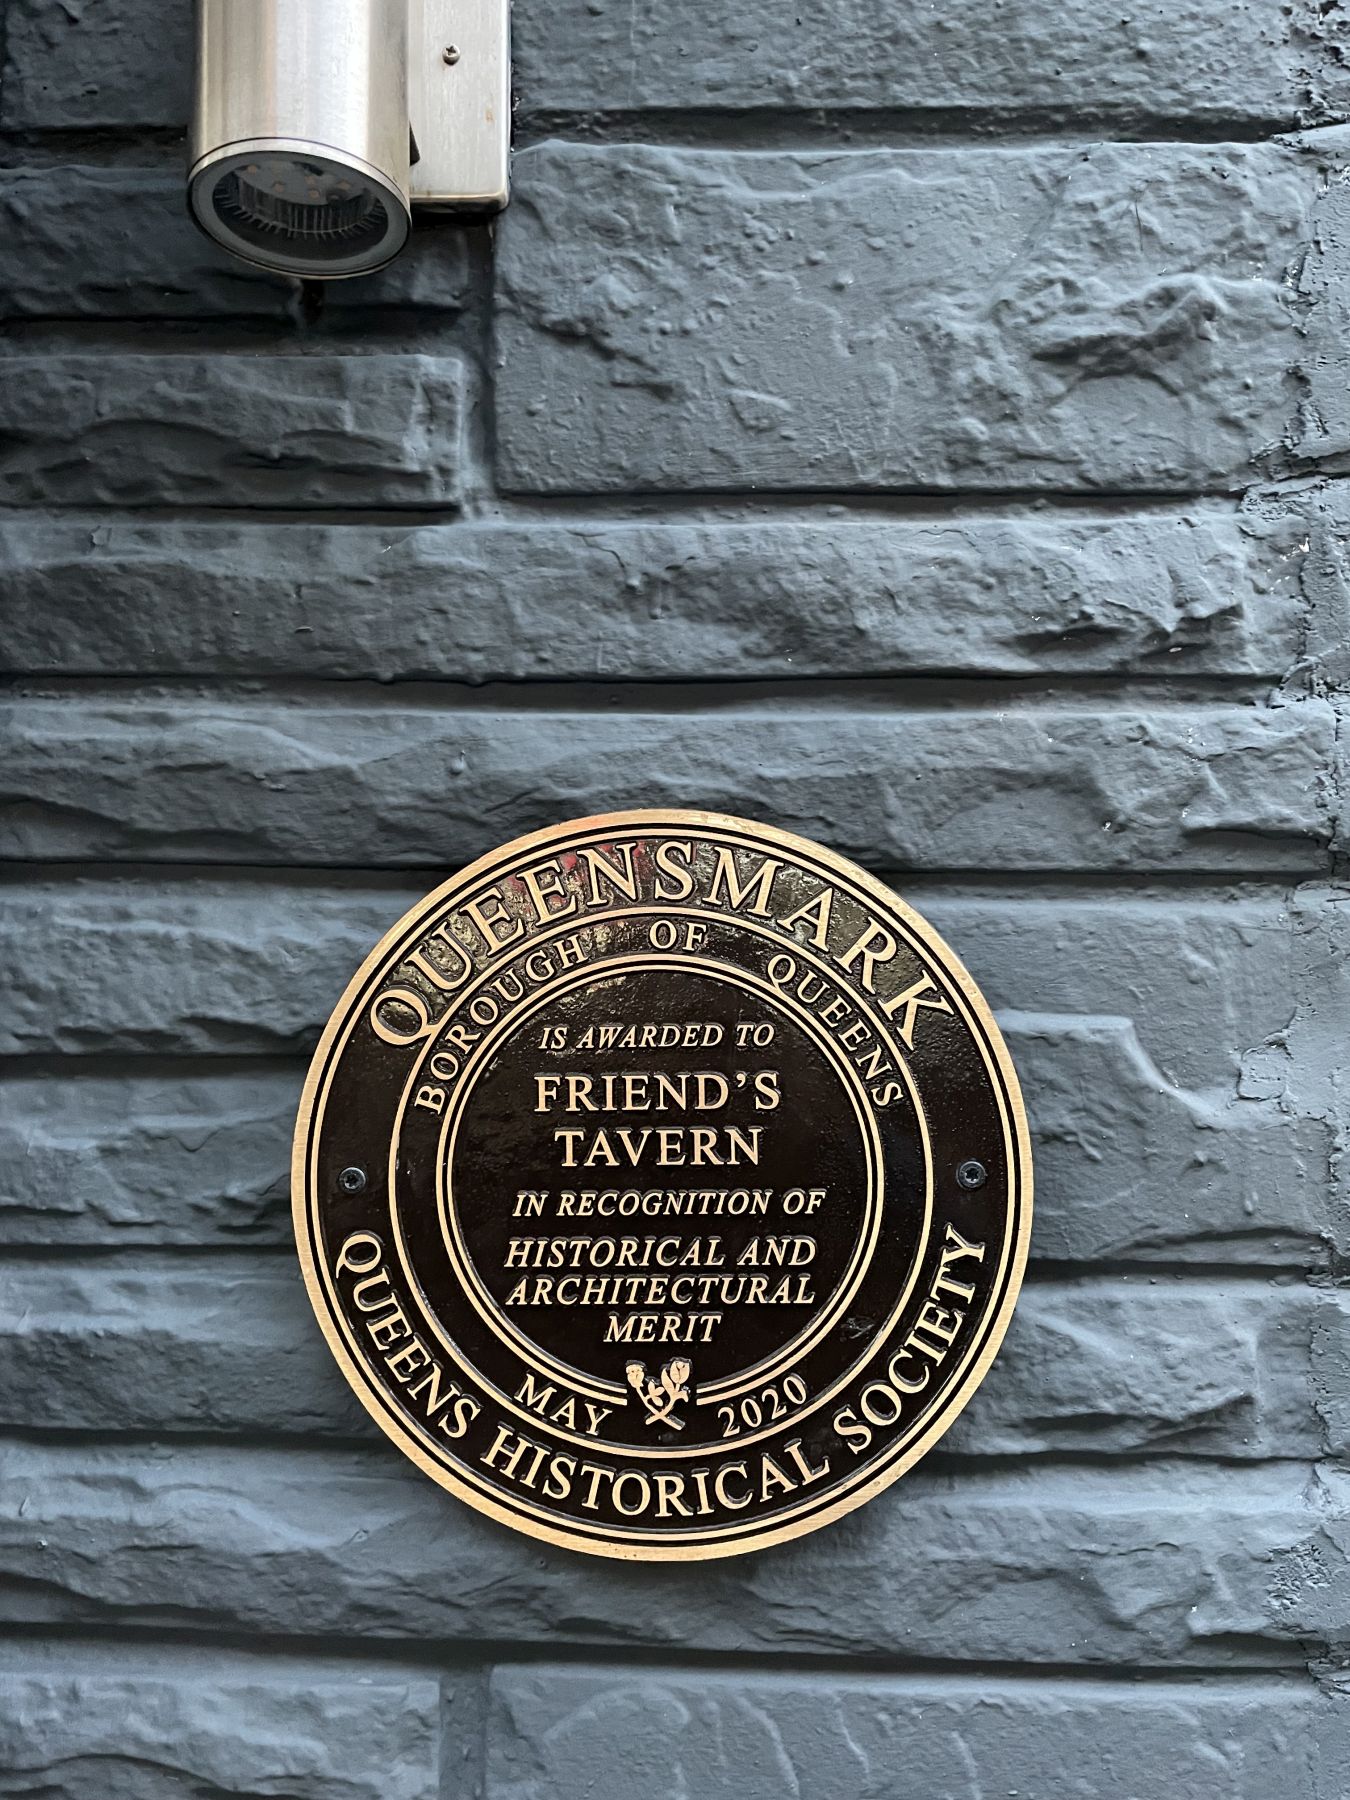 QUEENSMARK
BOROUGH OF QUEENS
IS AWARDED TO
FRIEND'S
TAVERN
IN RECOGNITION OF
HISTORICAL AND
ARCHITECTURAL
MERIT
MAY 2020
QUEENS HISTORICAL SOCIETY